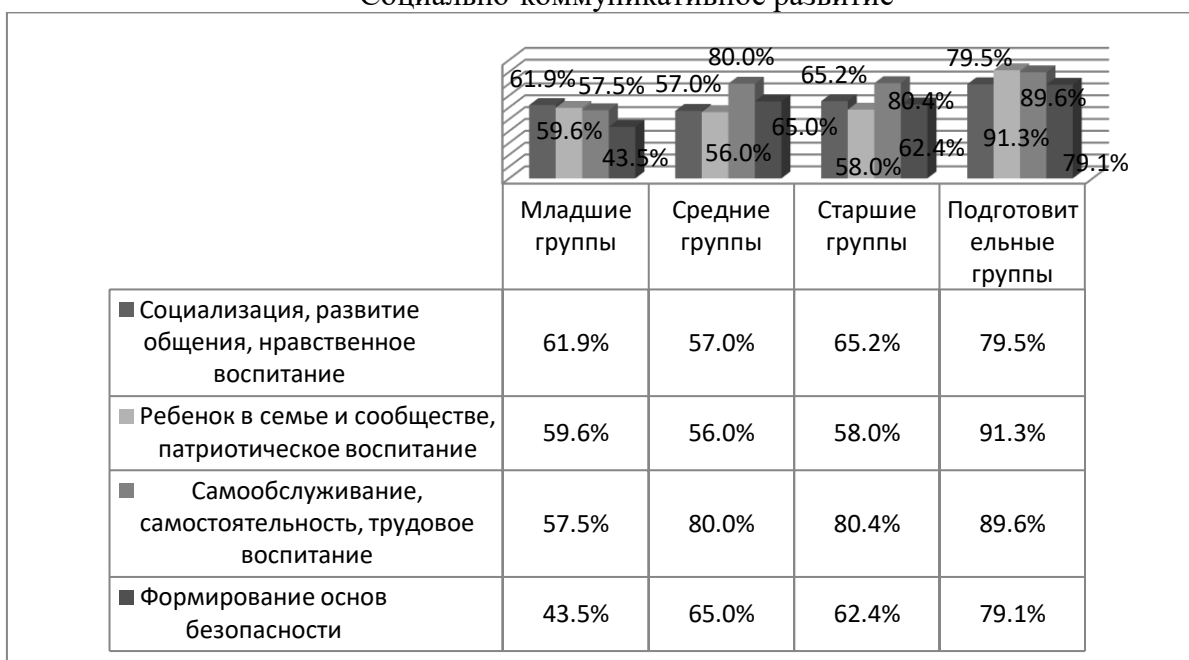 Социально-коммуникативное развитие
61.9% 57.5% 57.0% 80.0% 65.2% 79.5%
59.6% 43.5% 56.0% 65.0% 58.0% 80.4% 62.4% 91.3% 89.6% 79.1%
Младшие Средние Старшие Подготовит
группы группы группы ельные
группы
Социализация, развитие
общения, нравственное 61.9% 57.0% 65.2% 79.5%
воспитание
Ребенок в семье и сообществе,
патриотическое воспитание 59.6% 56.0% 58.0% 91.3%
Самообслуживание,
самостоятельность, трудовое 57.5% 80.0% 80.4% 89.6%
воспитание
Формирование основ
безопасности 43.5% 65.0% 62.4% 79.1%